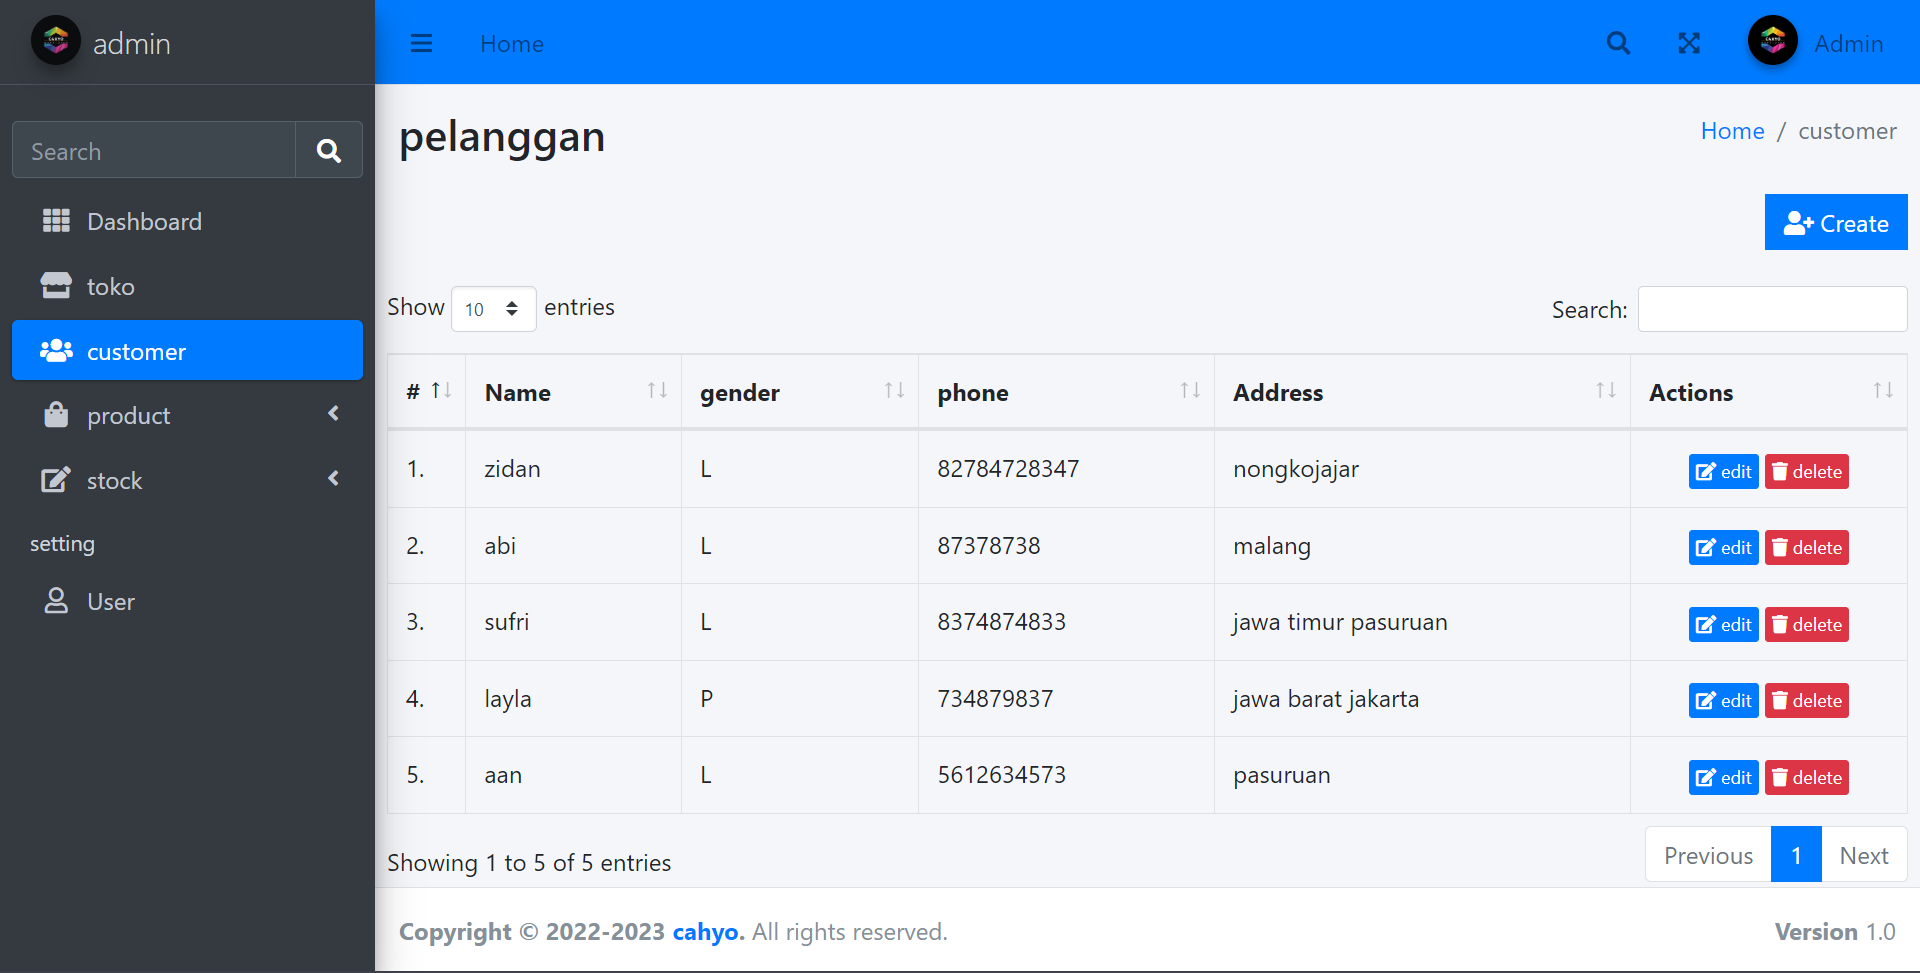 admin
Home
Admin
Search
Dashboard
toko
customer
product
stock
setting
User
pelanggan
Home / customer
Create
Show 10 entries
Search:
# Name gender phone Address Actions
1. zidan L 82784728347 nongkojajar edit delete
2. abi L 87378738 malang edit delete
3. sufri L 8374874833 jawa timur pasuruan edit delete
4. layla P 734879837 jawa barat jakarta edit delete
5. aan L 5612634573 pasuruan edit delete
Showing 1 to 5 of 5 entries
Previous 1 Next
Copyright © 2022-2023 cahyo. All rights reserved.
Version 1.0